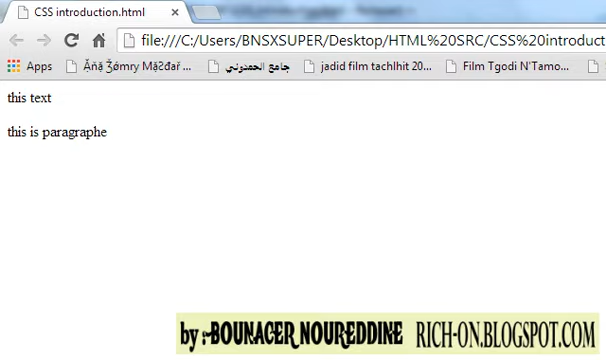 CSS introduction.html
file:///C:/Users/BNSXSUPER/Desktop/HTML%20SRC/CSS%20introduct
Apps جامع الحمدوني jadid film tachlhit 20... Film Tgodi N'Tamo...
this text
this is paragraphe
by :-BOUNACER NOUREDDINE RICH-ON.BLOGSPOT.COM